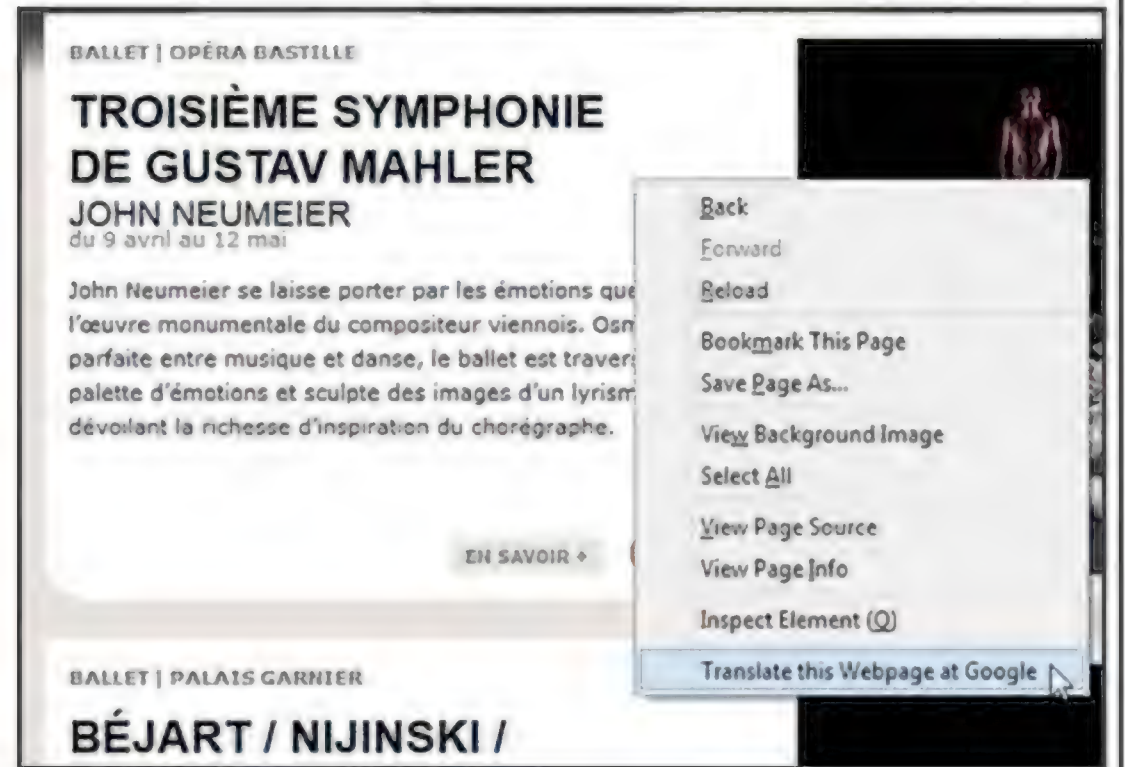 BALLET | OPÉRA BASTILLE
TROISIÈME SYMPHONIE
DE GUSTAV MAHLER
JOHN NEUMEIER
du 9 avril au 12 mai
John Neumeier se laisse porter par les émotions que
l'œuvre monumentale du compositeur viennois. Osm
parfaite entre musique et danse, le ballet est travers
palette d'émotions et sculpte des images d'un lyrism
dévoilant la richesse d'inspiration du chorégraphe.
EN SAVOIR +
BALLET | PALAIS GARNIER
BÉJART / NIJINSKI /
Back
Forward
Reload
Bookmark This Page
Save Page As...
View Background Image
Select All
View Page Source
View Page Info
Inspect Element (Q)
Translate this Webpage at Google